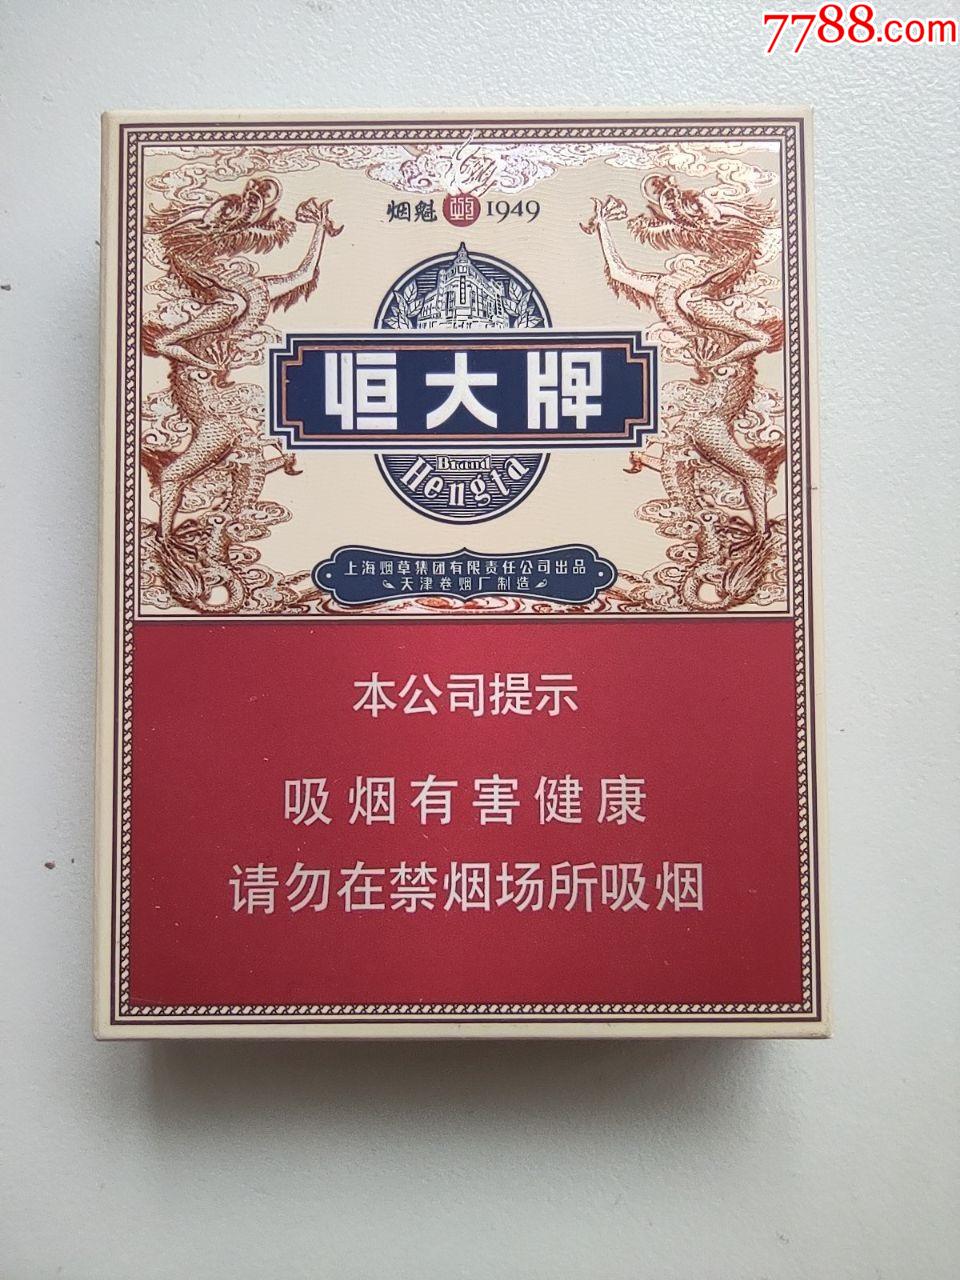 7788.com
烟魁 1949
恒大牌
Brand
Hengta
上海烟草集团有限责任公司出品
天津卷烟厂制造
本公司提示
吸烟有害健康
请勿在禁烟场所吸烟